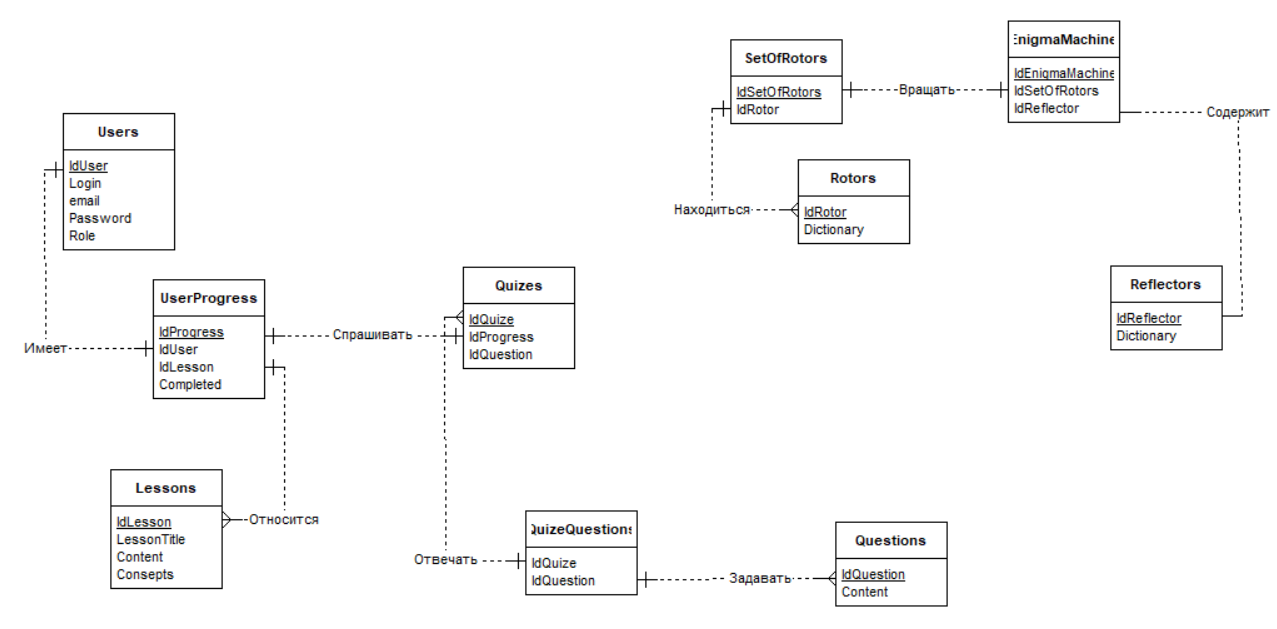 EnigmaMachine
IdEnigmaMachine
IdSetOfRotors
IdReflector
SetOfRotors
IdSetOfRotors
IdRotor
Вращать
Содержит
Users
IdUser
Login
email
Password
Role
Rotors
IdRotor
Dictionary
Находиться
Reflectors
IdReflector
Dictionary
UserProgress
IdProgress
IdUser
IdLesson
Completed
Имеет
Спрашивать
Quizes
IdQuize
IdProgress
IdQuestion
Lessons
IdLesson
LessonTitle
Content
Consepts
Относится
Отвечать
QuizeQuestions
IdQuize
IdQuestion
Задавать
Questions
IdQuestion
Content